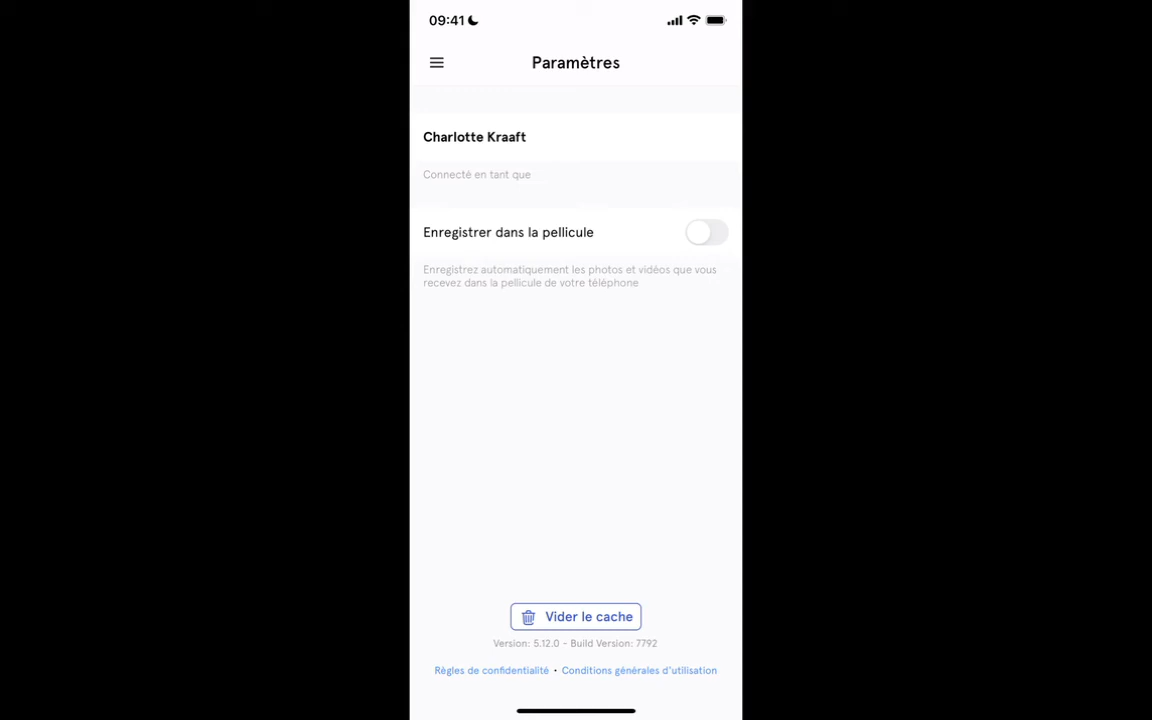 09:41
Paramètres
Charlotte Kraaft
Connecté en tant que
Enregistrer dans la pellicule
Enregistrez automatiquement les photos et vidéos que vous
recevez dans la pellicule de votre téléphone
Vider le cache
Version: 5.12.0 - Build Version: 7792
Règles de confidentialité • Conditions générales d'utilisation